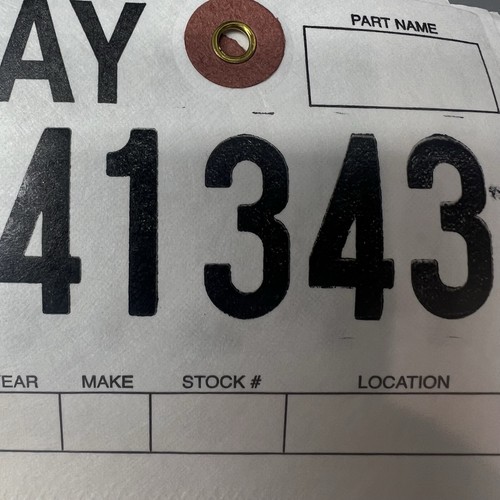 AY
PART NAME
41343
EAR MAKE STOCK # LOCATION